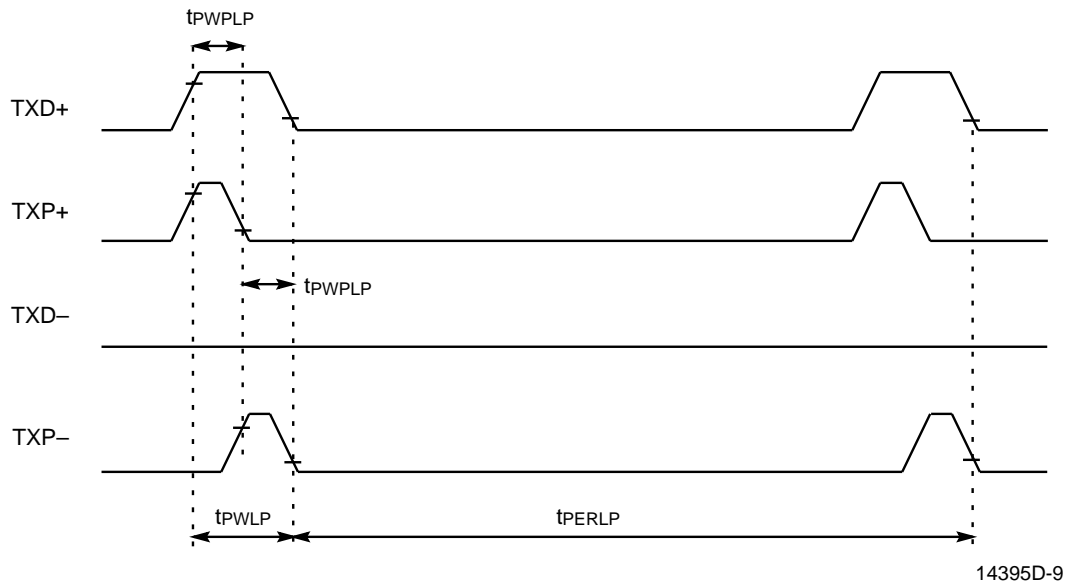 tPWPLP
TXD+
TXP+
tPWPLP
TXD–
TXP–
tPWLP
tPERLP
14395D-9